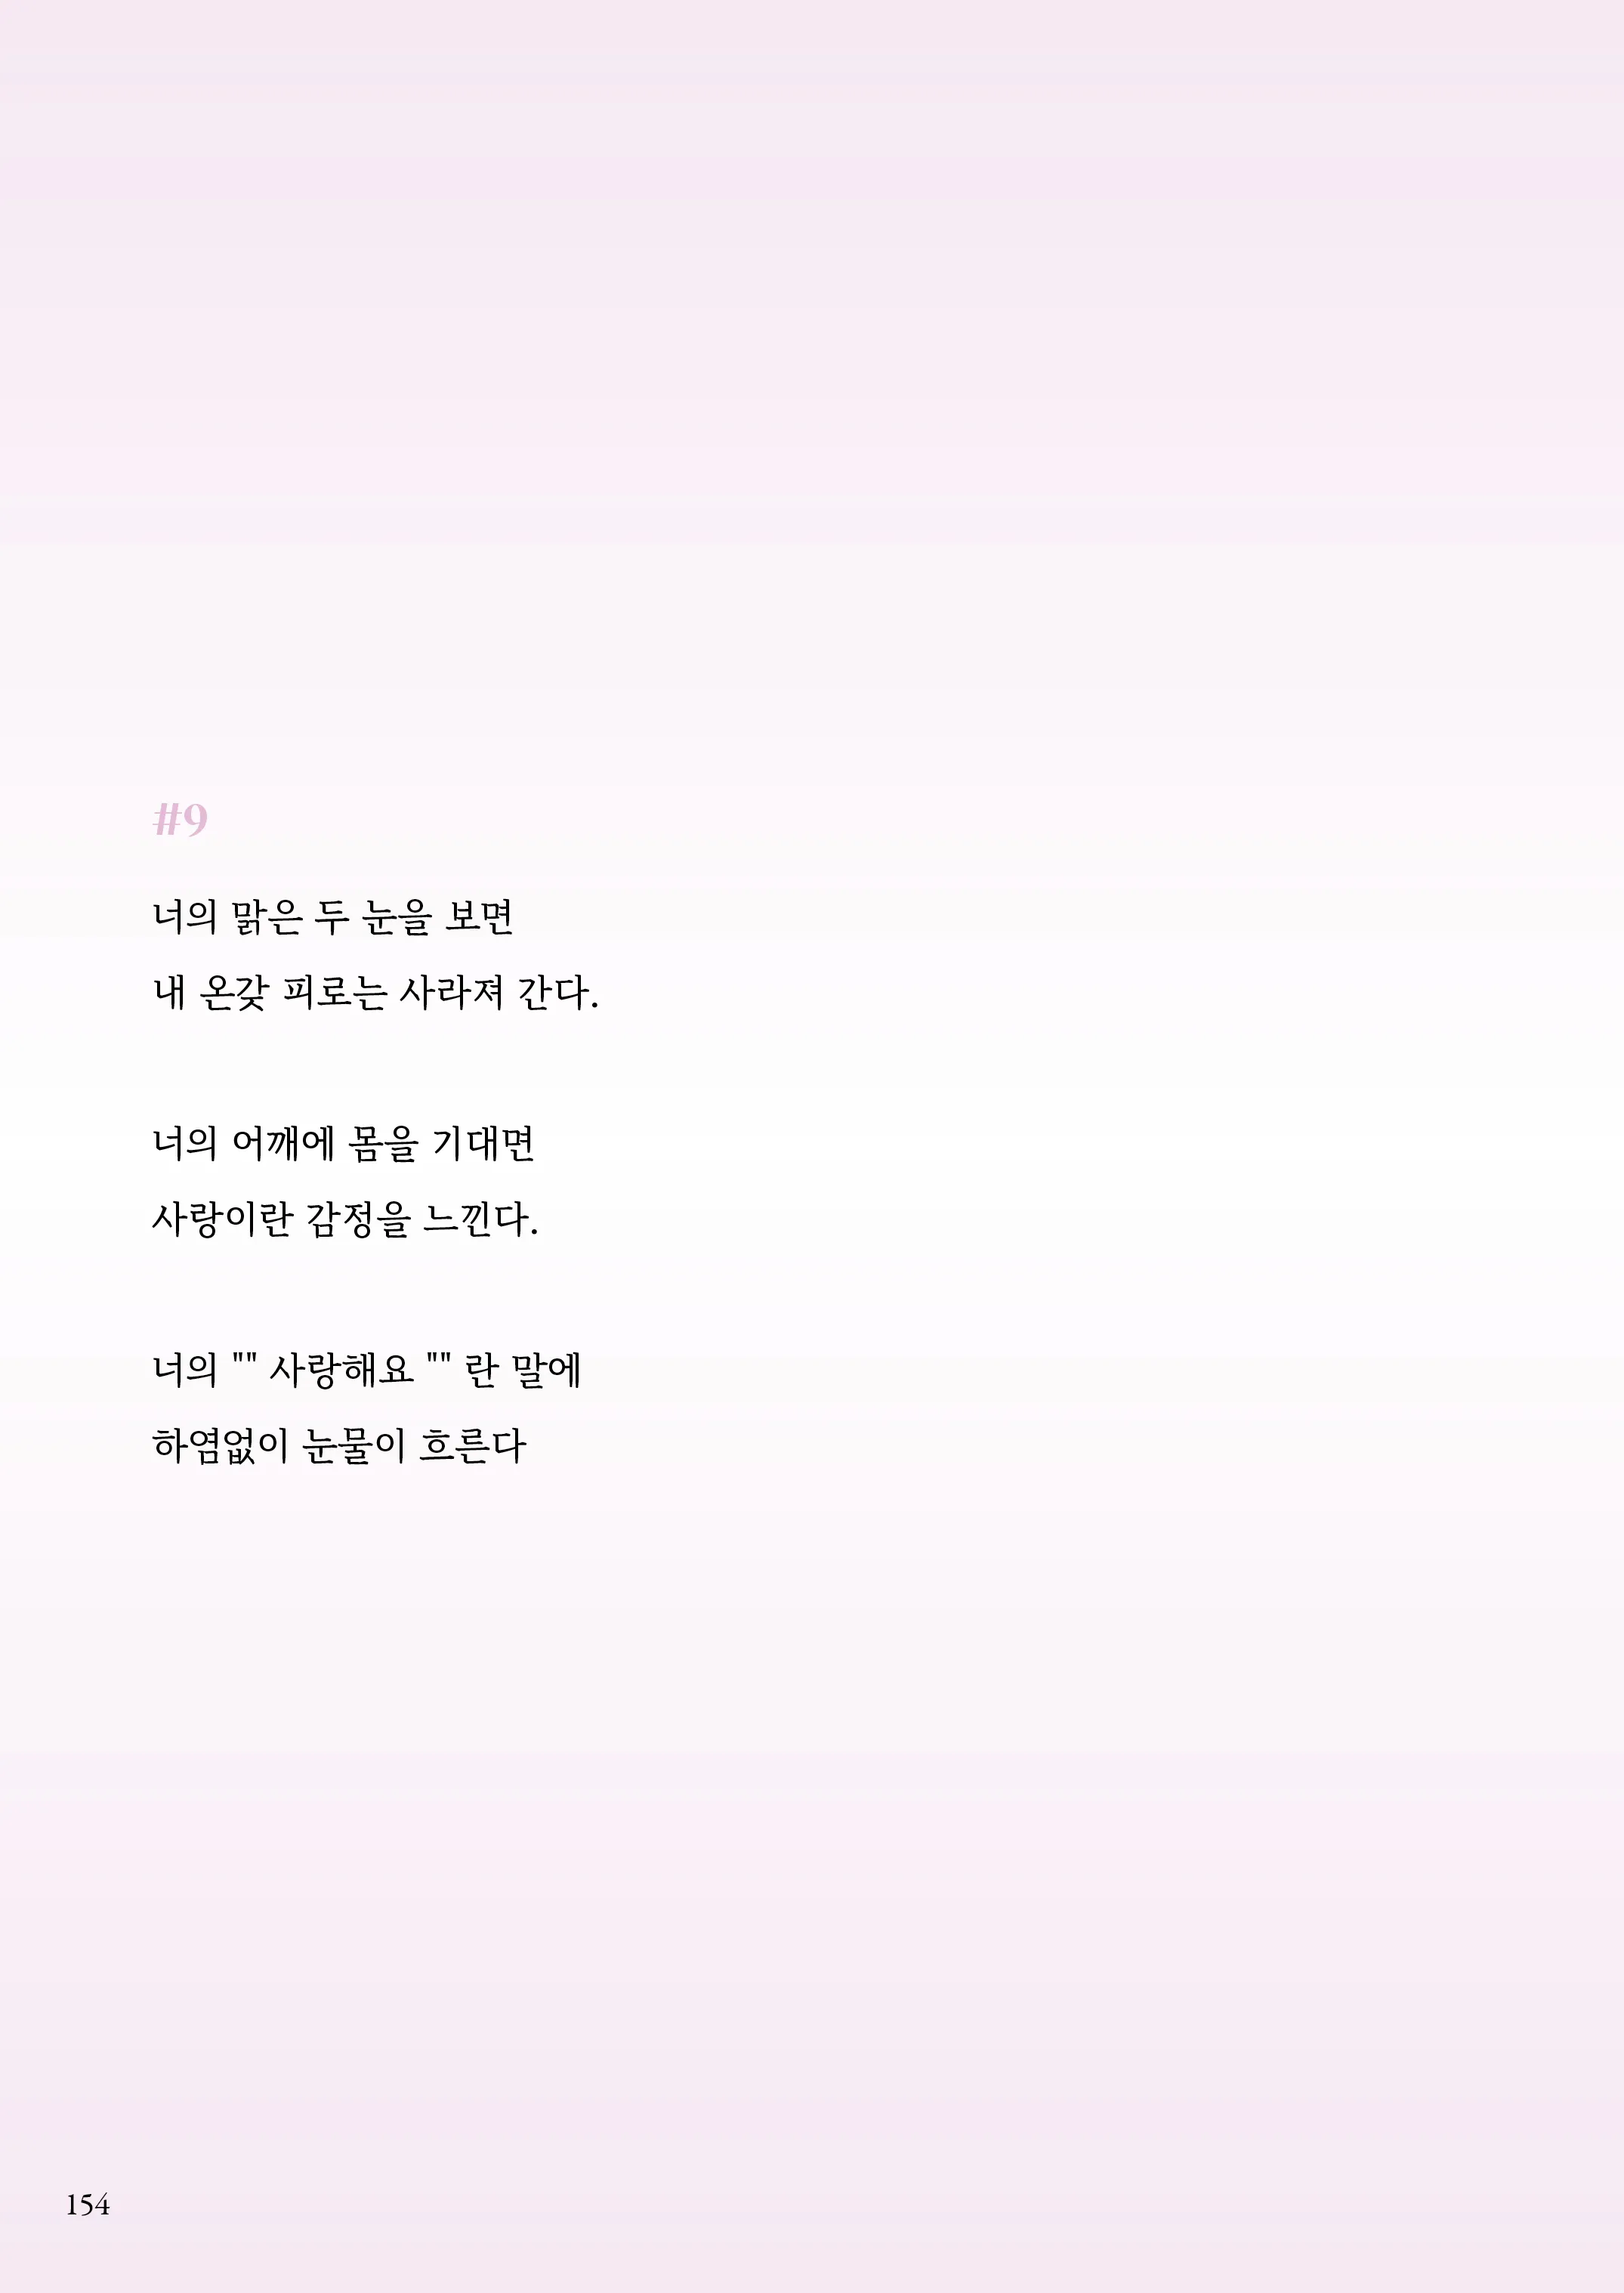 #9
너의 맑은 두 눈을 보면
내 온갖 피로는 사라져 간다.
너의 어깨에 몸을 기대면
사랑이란 감정을 느낀다.
너의 "" 사랑해요 "" 란 말에
하염없이 눈물이 흐른다
154